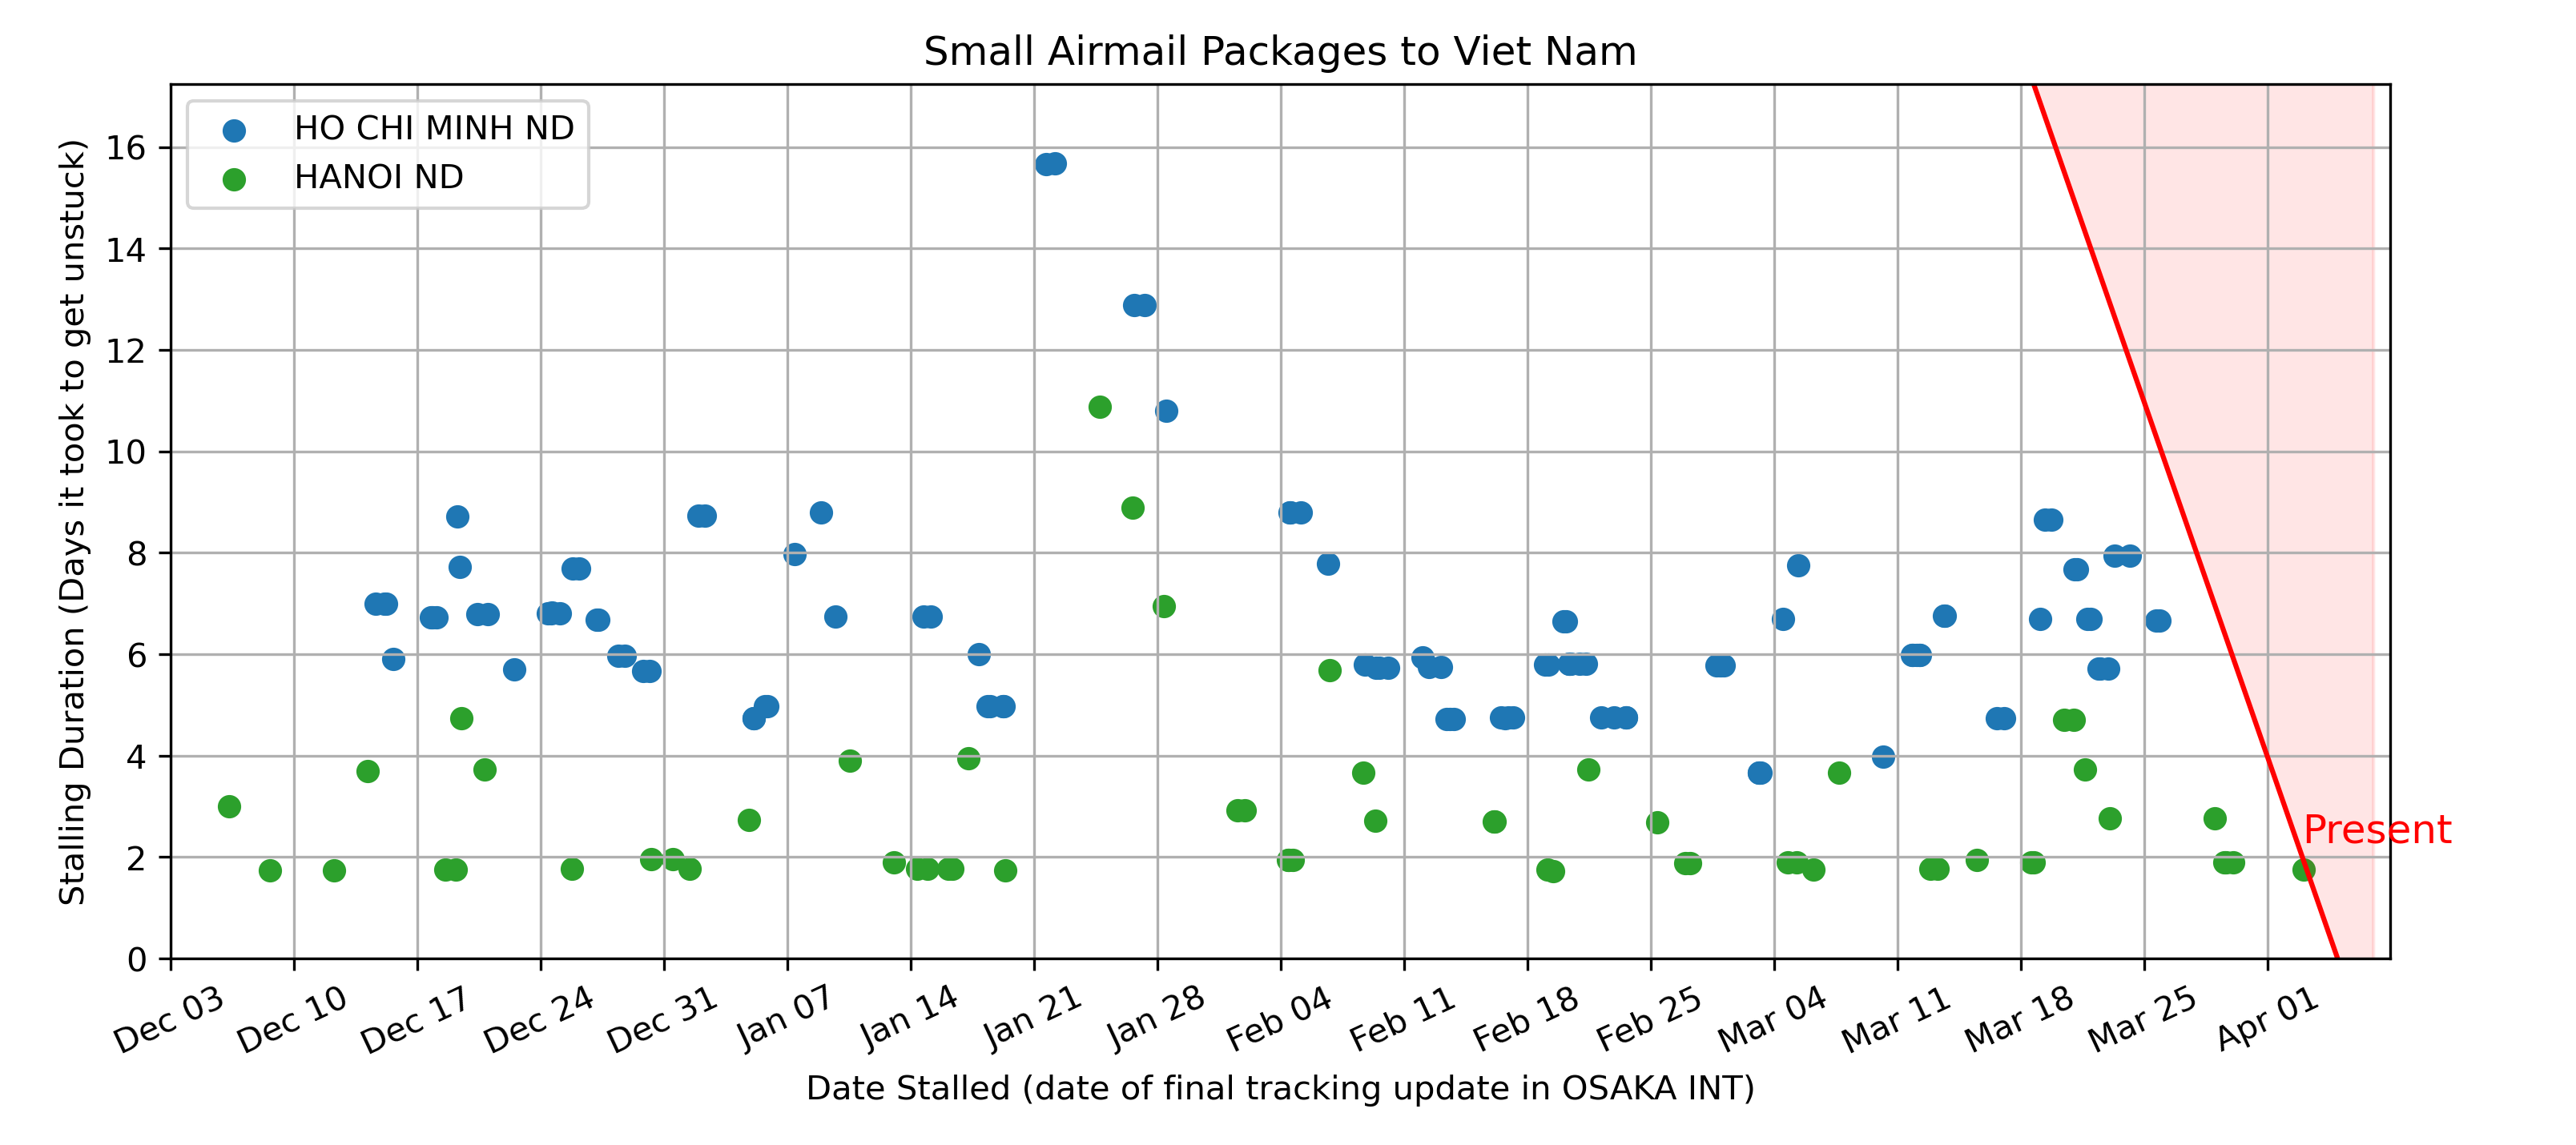 Small Airmail Packages to Viet Nam
HO CHI MINH ND
HANOI ND
Stalling Duration (Days it took to get unstuck)
16
14
12
10
8
6
4
2
0
Present
Dec 03
Dec 10
Dec 17
Dec 24
Dec 31
Jan 07
Jan 14
Jan 21
Jan 28
Feb 04
Feb 11
Feb 18
Feb 25
Mar 04
Mar 11
Mar 18
Mar 25
Apr 01
Date Stalled (date of final tracking update in OSAKA INT)